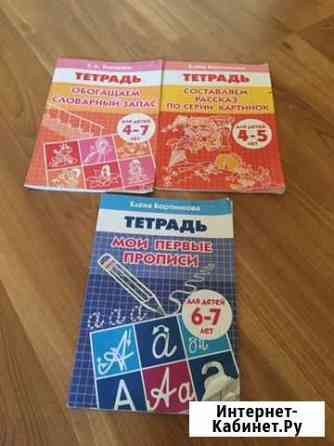 ТЕТРАДЬ
ОБОГАЩАЕМ
СЛОВАРНЫЙ ЗАПАС
ДЛЯ ДЕТЕЙ
4-7
ЛЕТ
Елена
ТЕТРАДЬ
СОСТАВЛЯЕМ
РАССКАЗ
ПО СЕРИИ КАРТИНОК
ДЛЯ ДЕТЕЙ
4-5
ЛЕТ
Елена Бортникова
ТЕТРАДЬ
МОИ ПЕРВЫЕ
ПРОПИСИ
ДЛЯ ДЕТЕЙ
6-7
ЛЕТ
а а а
А а
А А а
Интернет-
Кабинет.Ру